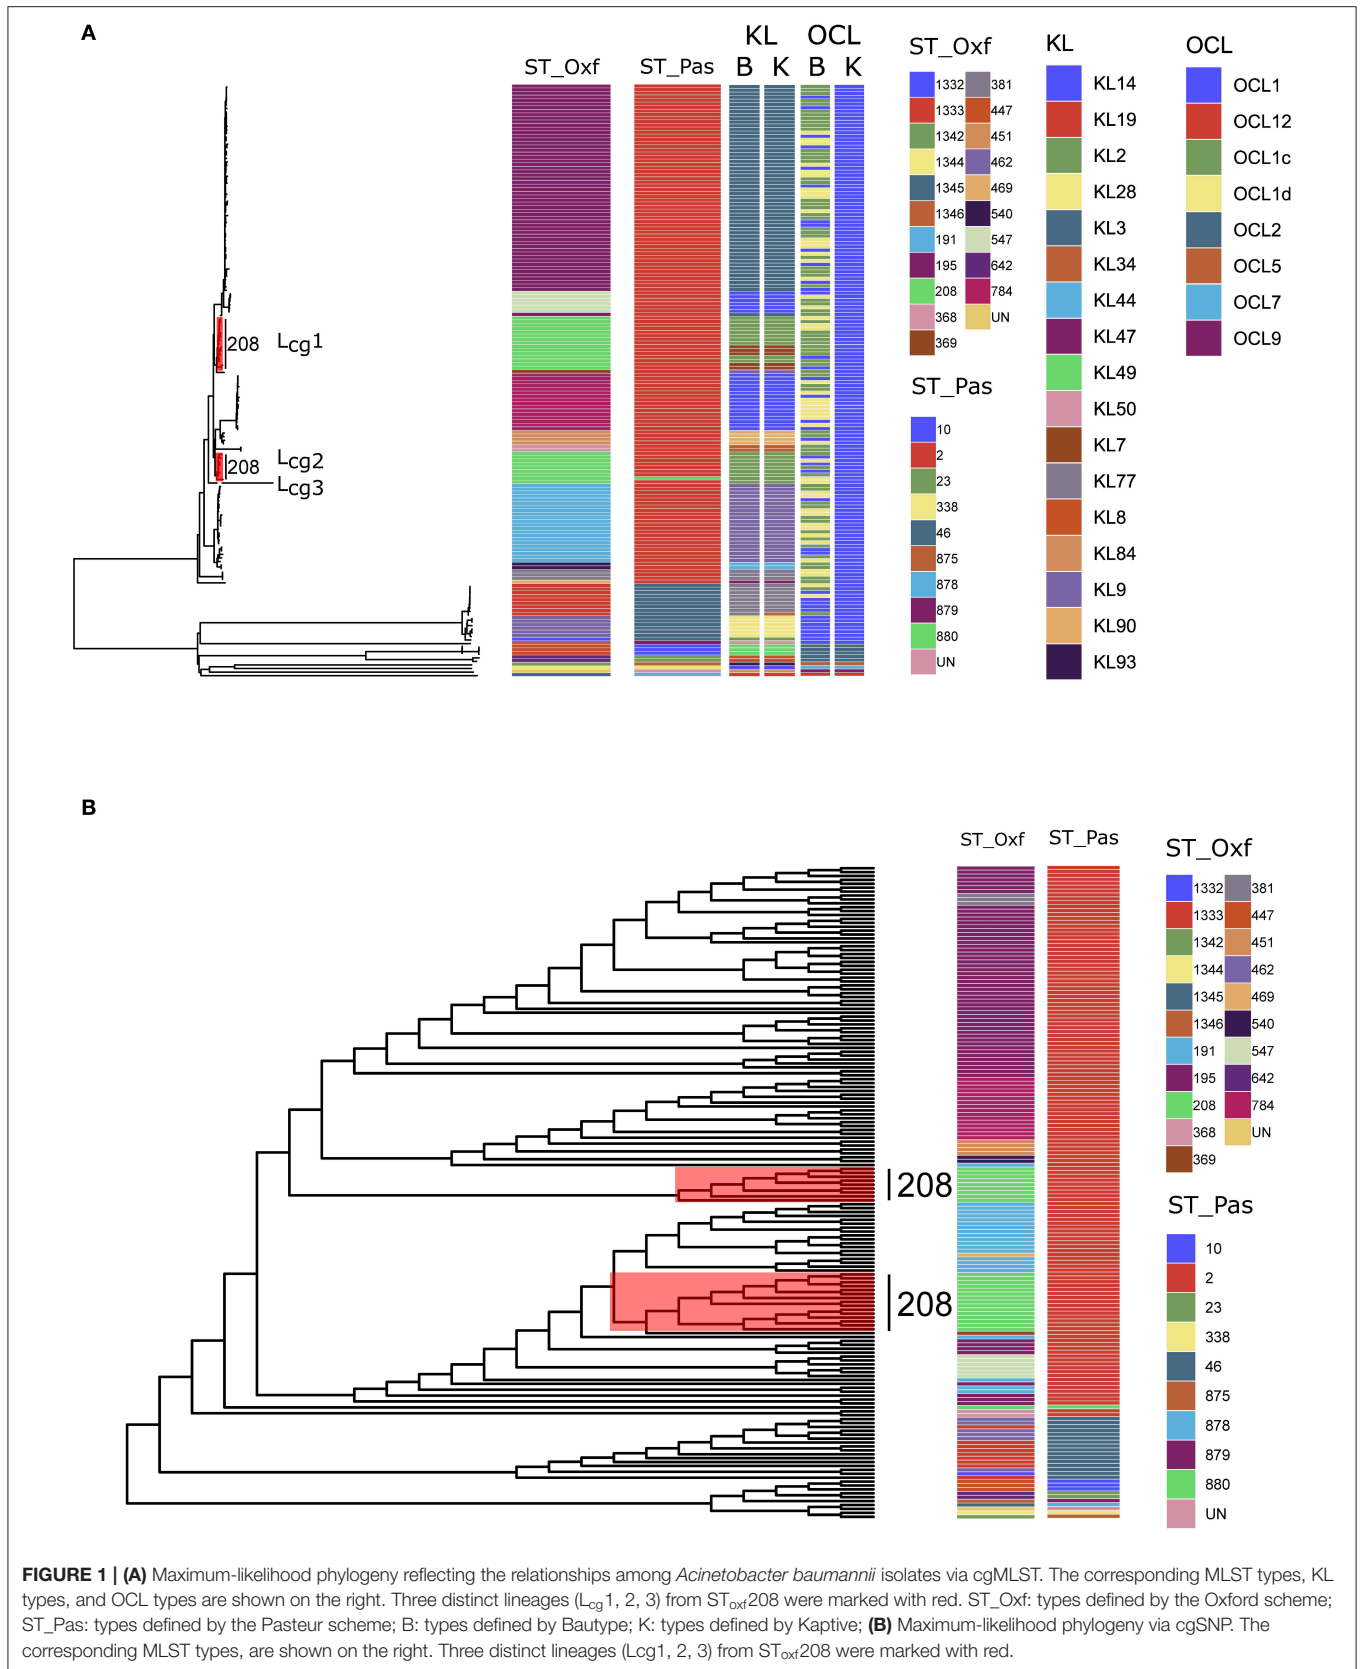 A
KL OCL
ST_Oxf ST_Pas B K B K
208 Lcg1
208 Lcg2
Lcg3
ST_Oxf
1332 381
1333 447
1342 451
1344 462
1345 469
1346 540
191 547
195 642
208 784
368 UN
369
ST_Pas
10
2
23
338
46
875
878
879
880
UN
KL
KL14
KL19
KL2
KL28
KL3
KL34
KL44
KL47
KL49
KL50
KL7
KL77
KL8
KL84
KL9
KL90
KL93
OCL
OCL1
OCL12
OCL1c
OCL1d
OCL2
OCL5
OCL7
OCL9
B
ST_Oxf ST_Pas
208
208
ST_Oxf
1332 381
1333 447
1342 451
1344 462
1345 469
1346 540
191 547
195 642
208 784
368 UN
369
ST_Pas
10
2
23
338
46
875
878
879
880
UN
FIGURE 1 | (A) Maximum-likelihood phylogeny reflecting the relationships among Acinetobacter baumannii isolates via cgMLST. The corresponding MLST types, KL
types, and OCL types are shown on the right. Three distinct lineages (Lcg1, 2, 3) from SToxf208 were marked with red. ST_Oxf: types defined by the Oxford scheme;
ST_Pas: types defined by the Pasteur scheme; B: types defined by Bautype; K: types defined by Kaptive; (B) Maximum-likelihood phylogeny via cgSNP. The
corresponding MLST types, are shown on the right. Three distinct lineages (Lcg1, 2, 3) from SToxf208 were marked with red.